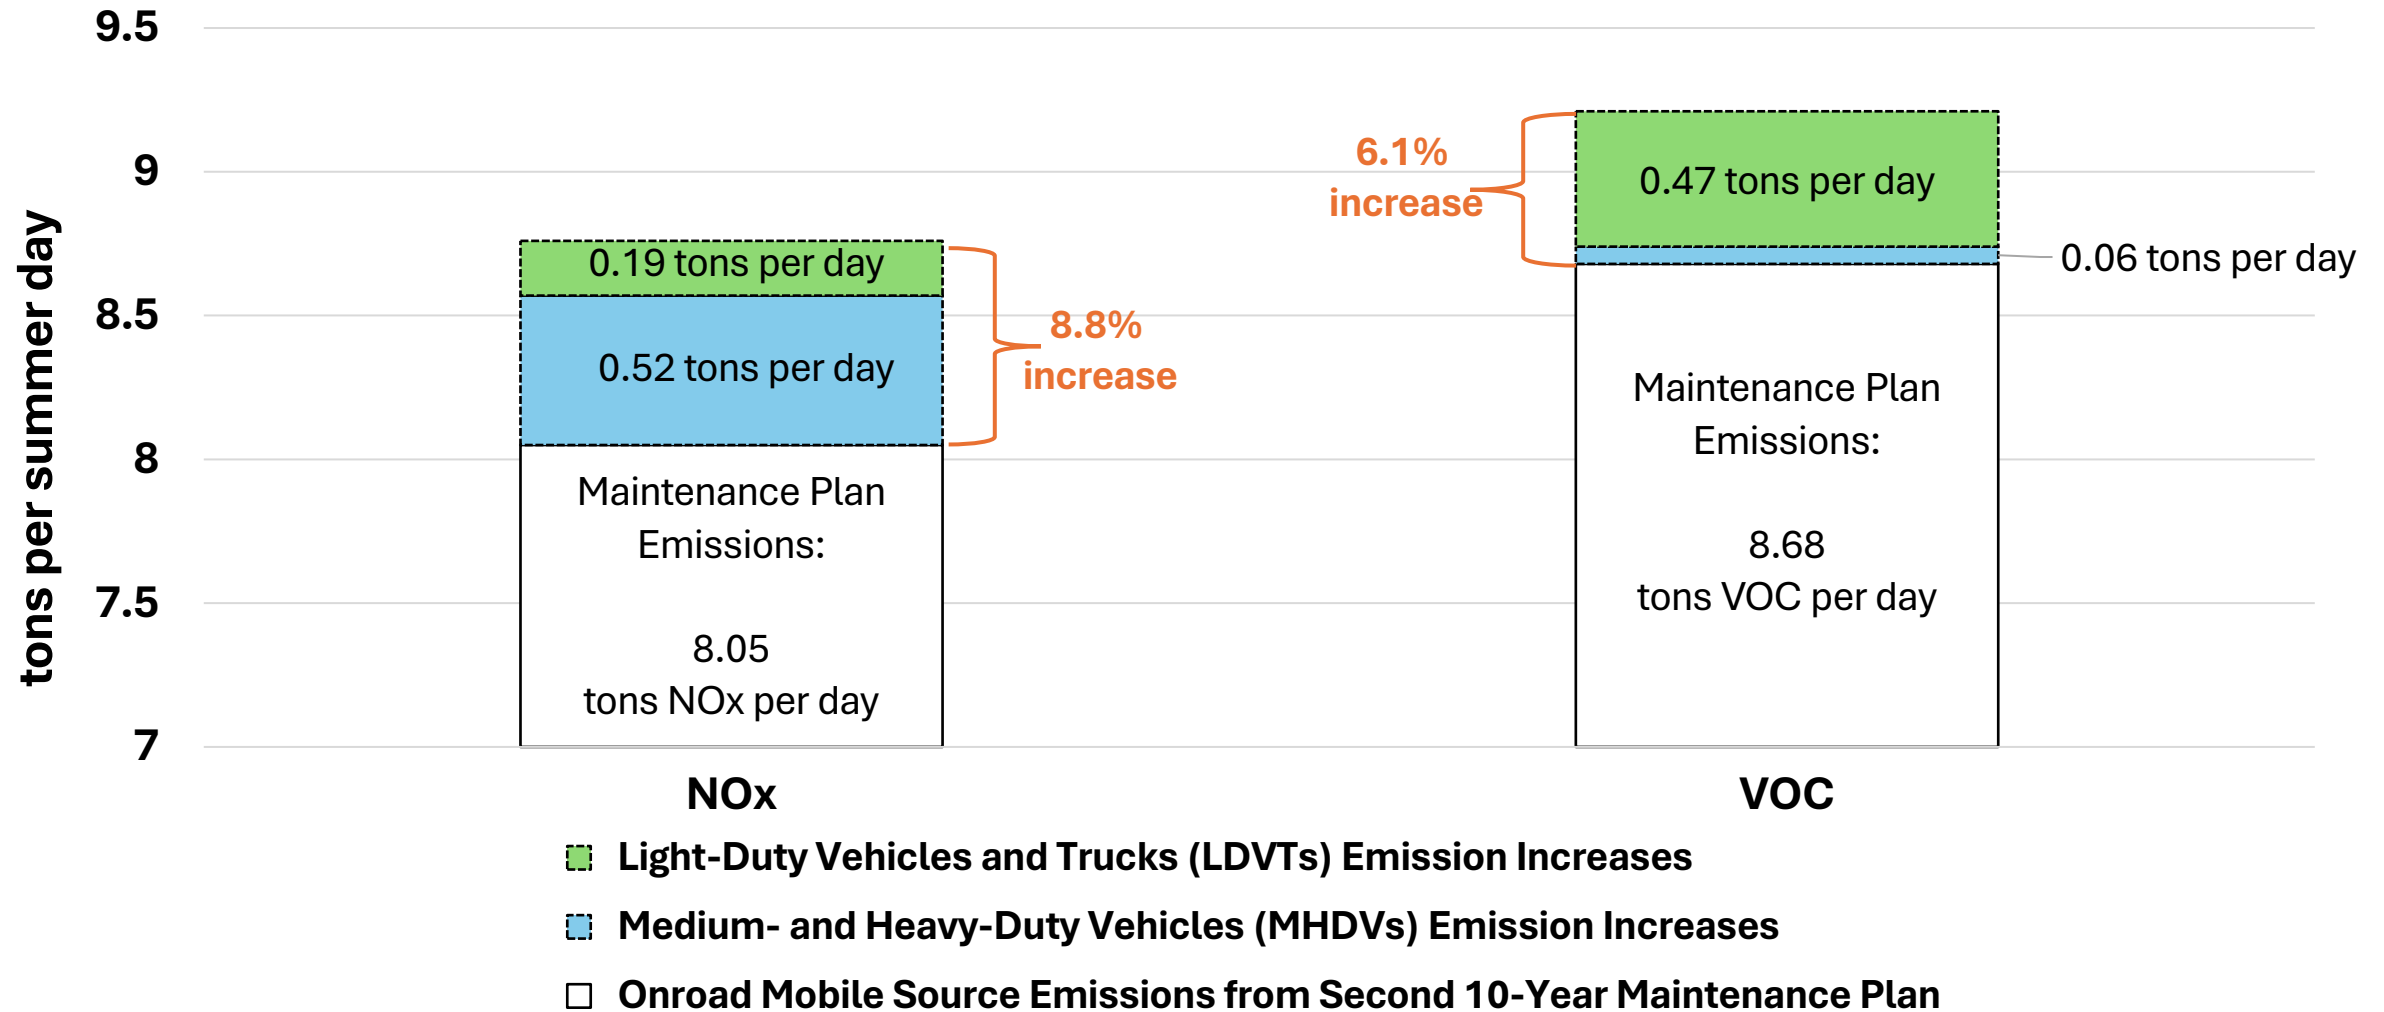 tons per summer day
9.5
9
8.5
8
7.5
7
0.19 tons per day
0.52 tons per day
8.8%
increase
Maintenance Plan
Emissions:
8.05
tons NOx per day
NOx
6.1%
increase
0.47 tons per day
0.06 tons per day
Maintenance Plan
Emissions:
8.68
tons VOC per day
VOC
Light-Duty Vehicles and Trucks (LDVTs) Emission Increases
Medium- and Heavy-Duty Vehicles (MHDVs) Emission Increases
Onroad Mobile Source Emissions from Second 10-Year Maintenance Plan